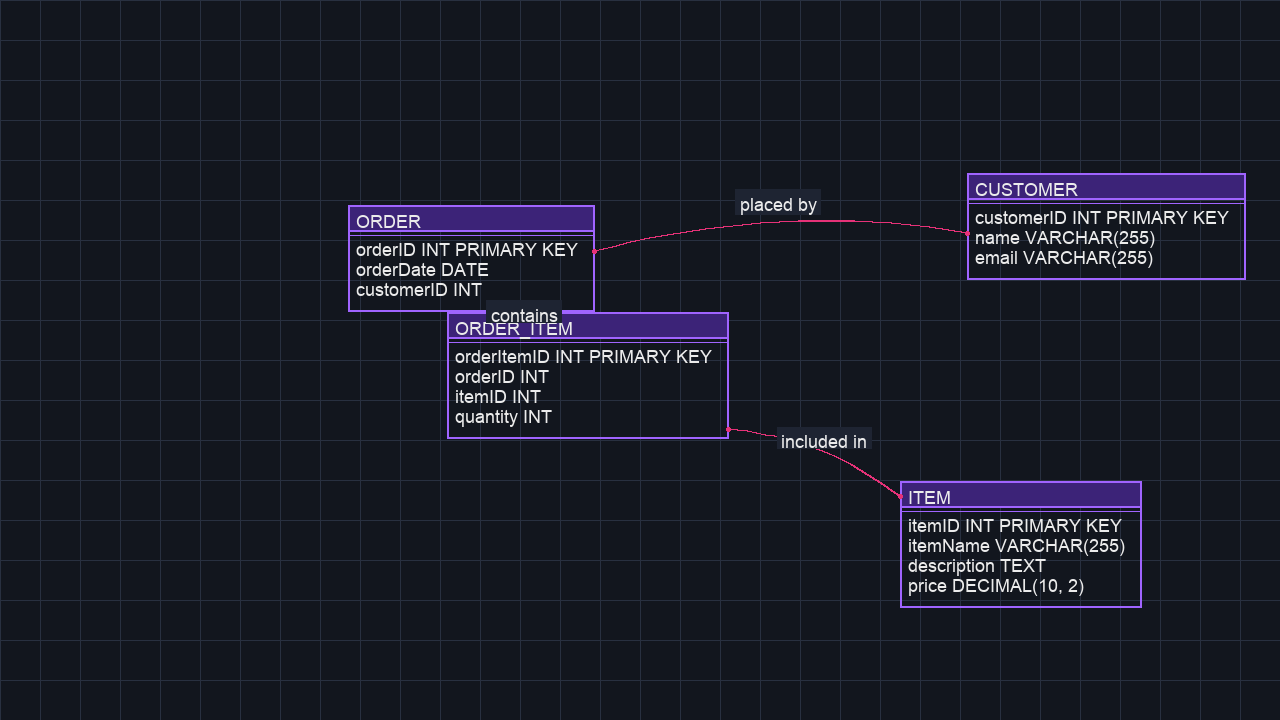 placed by
CUSTOMER
customerID INT PRIMARY KEY
name VARCHAR(255)
email VARCHAR(255)
ORDER
orderID INT PRIMARY KEY
orderDate DATE
customerID INT
contains
ORDER_ITEM
orderItemID INT PRIMARY KEY
orderID INT
itemID INT
quantity INT
included in
ITEM
itemID INT PRIMARY KEY
itemName VARCHAR(255)
description TEXT
price DECIMAL(10, 2)